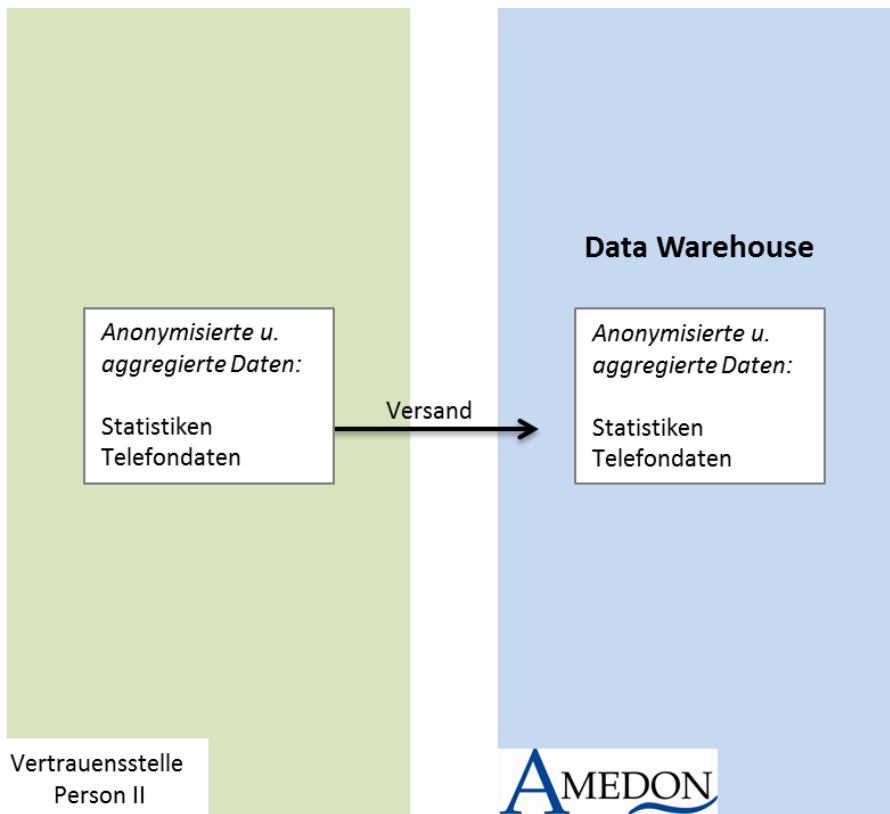 Data Warehouse
Anonymisierte u.
aggregierte Daten:
Statistiken
Telefondaten
Versand
Anonymisierte u.
aggregierte Daten:
Statistiken
Telefondaten
Vertrauensstelle
Person II
AMEDON